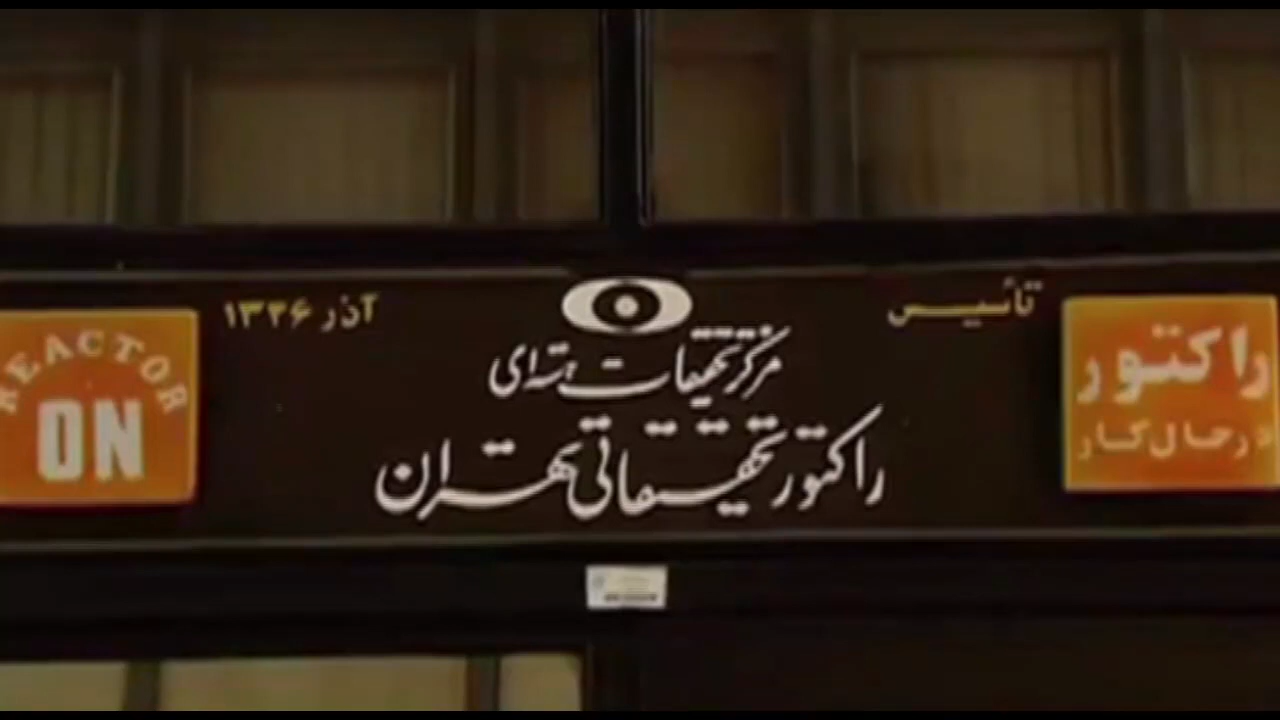 تأسیس
آذر ۱۳۴۶
مرکز تحقیقات هسته‌ای
راکتور تحقیقاتی تهران
راکتور
در حال کار
REACTOR
ON